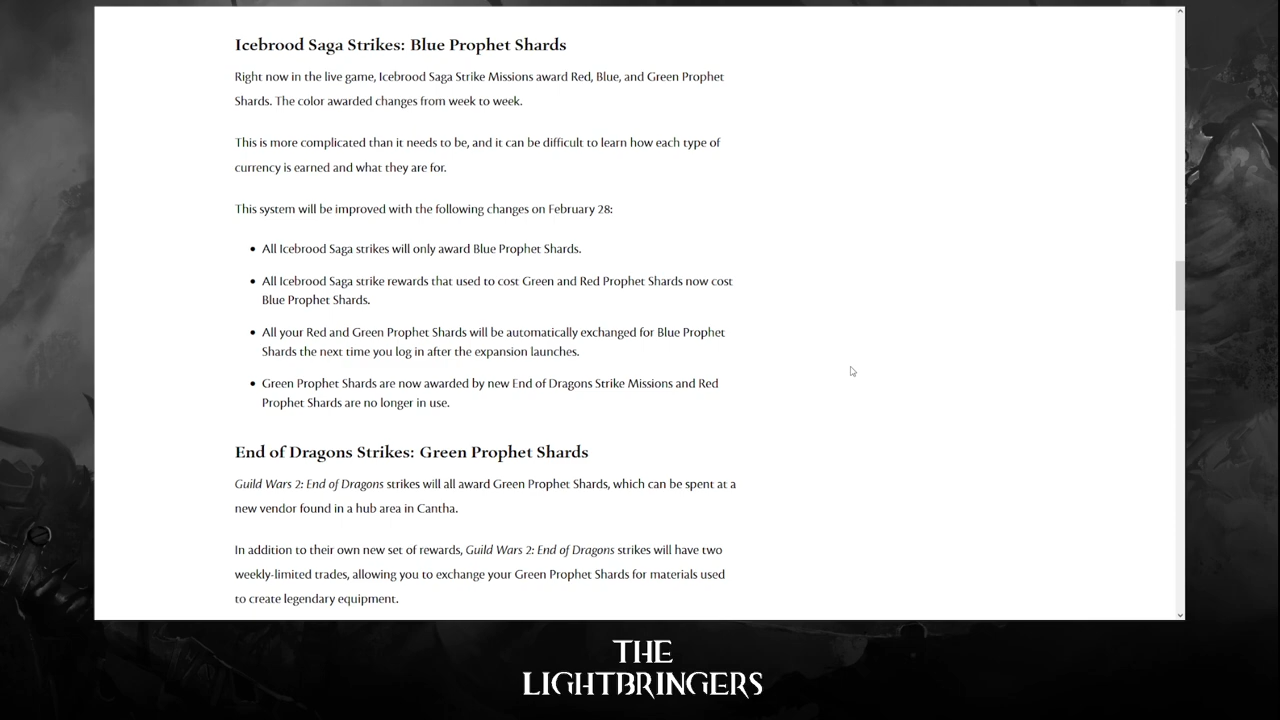 Icebrood Saga Strikes: Blue Prophet Shards
Right now in the live game, Icebrood Saga Strike Missions award Red, Blue, and Green Prophet
Shards. The color awarded changes from week to week.
This is more complicated than it needs to be, and it can be difficult to learn how each type of
currency is earned and what they are for.
This system will be improved with the following changes on February 28:
• All Icebrood Saga strikes will only award Blue Prophet Shards.
• All Icebrood Saga strike rewards that used to cost Green and Red Prophet Shards now cost
Blue Prophet Shards.
• All your Red and Green Prophet Shards will be automatically exchanged for Blue Prophet
Shards the next time you log in after the expansion launches.
• Green Prophet Shards are now awarded by new End of Dragons Strike Missions and Red
Prophet Shards are no longer in use.
End of Dragons Strikes: Green Prophet Shards
Guild Wars 2: End of Dragons strikes will all award Green Prophet Shards, which can be spent at a
new vendor found in a hub area in Cantha.
In addition to their own new set of rewards, Guild Wars 2: End of Dragons strikes will have two
weekly-limited trades, allowing you to exchange your Green Prophet Shards for materials used
to create legendary equipment.
THE
LIGHTBRINGERS